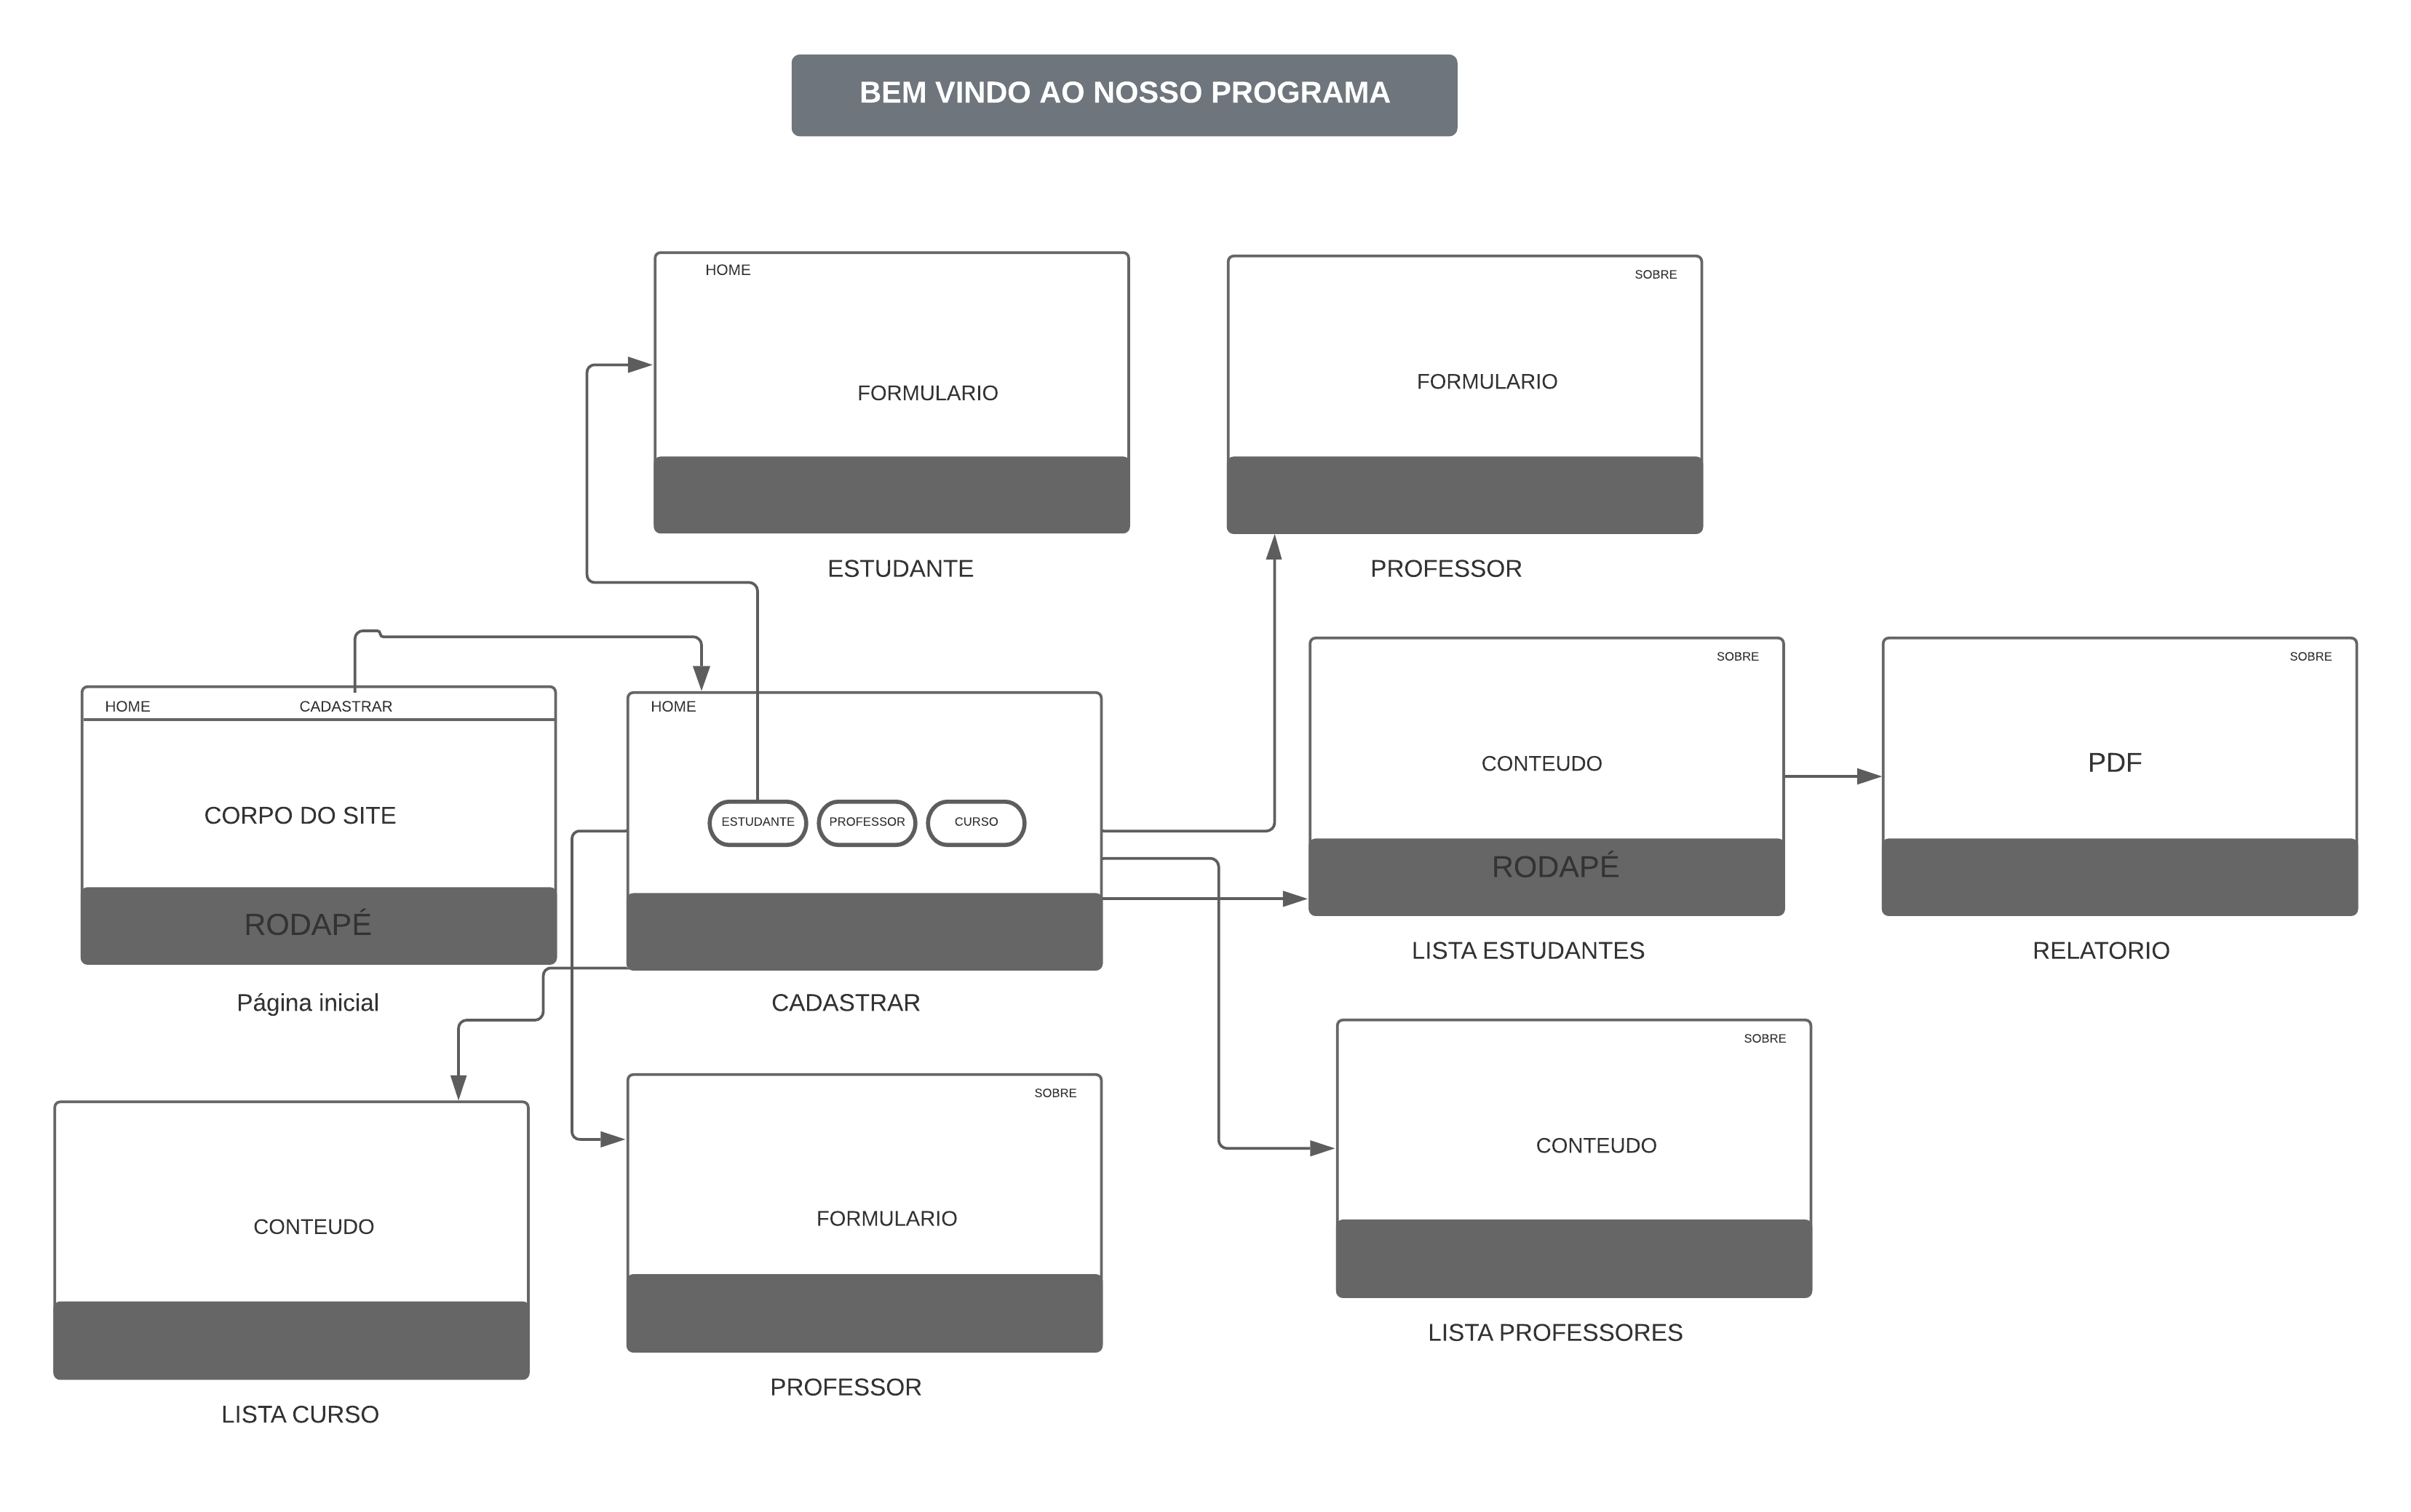 BEM VINDO AO NOSSO PROGRAMA
HOME
FORMULARIO
ESTUDANTE
SOBRE
FORMULARIO
PROFESSOR
HOME CADASTRAR
CORPO DO SITE
RODAPÉ
Página inicial
HOME
ESTUDANTE PROFESSOR CURSO
CADASTRAR
SOBRE
CONTEUDO
RODAPÉ
LISTA ESTUDANTES
SOBRE
PDF
RELATORIO
CONTEUDO
LISTA CURSO
SOBRE
FORMULARIO
PROFESSOR
SOBRE
CONTEUDO
LISTA PROFESSORES